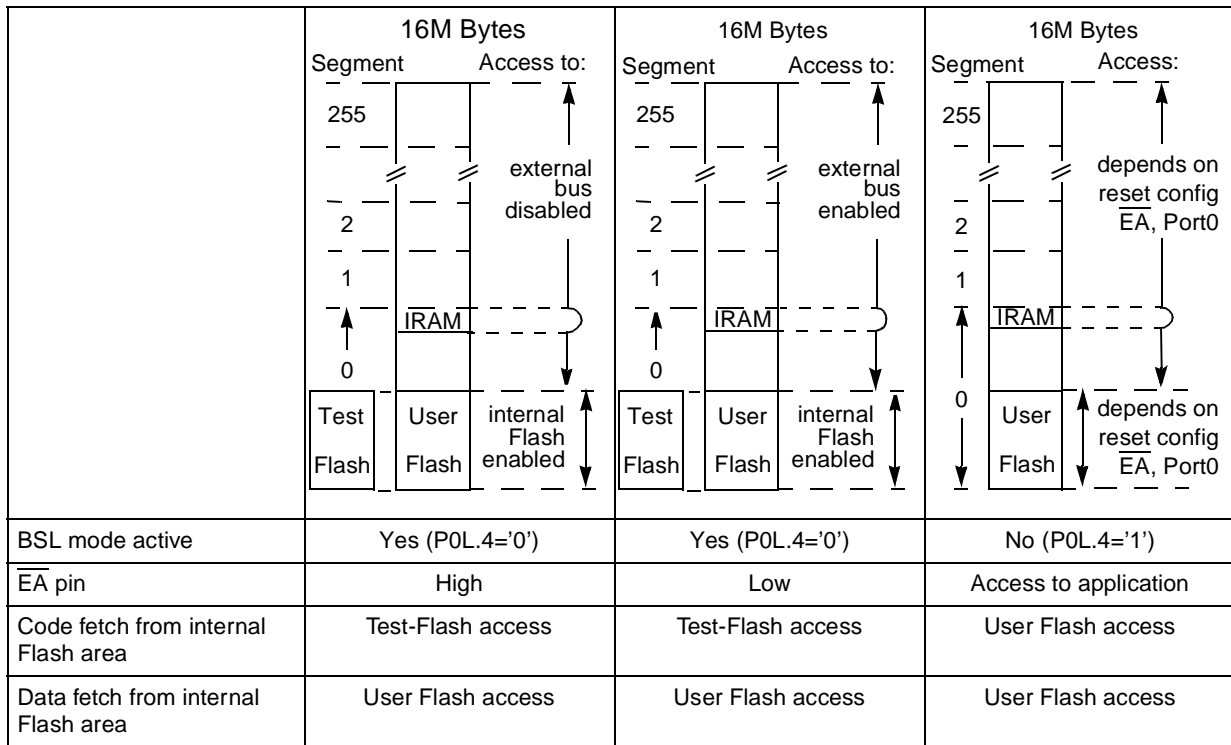 16M Bytes
Segment Access to:
255
external
bus
disabled
2
1
IRAM
0
Test User
Flash Flash
internal
Flash
enabled
16M Bytes
Segment Access to:
255
external
bus
enabled
2
1
IRAM
0
Test User
Flash Flash
internal
Flash
enabled
16M Bytes
Segment Access:
255
depends on
reset config
EA, Port0
2
1
IRAM
0
User
Flash
depends on
reset config
EA, Port0
BSL mode active Yes (P0L.4='0') Yes (P0L.4='0') No (P0L.4='1')
EA pin High Low Access to application
Code fetch from internal
Flash area
Test-Flash access Test-Flash access User Flash access
Data fetch from internal
Flash area
User Flash access User Flash access User Flash access